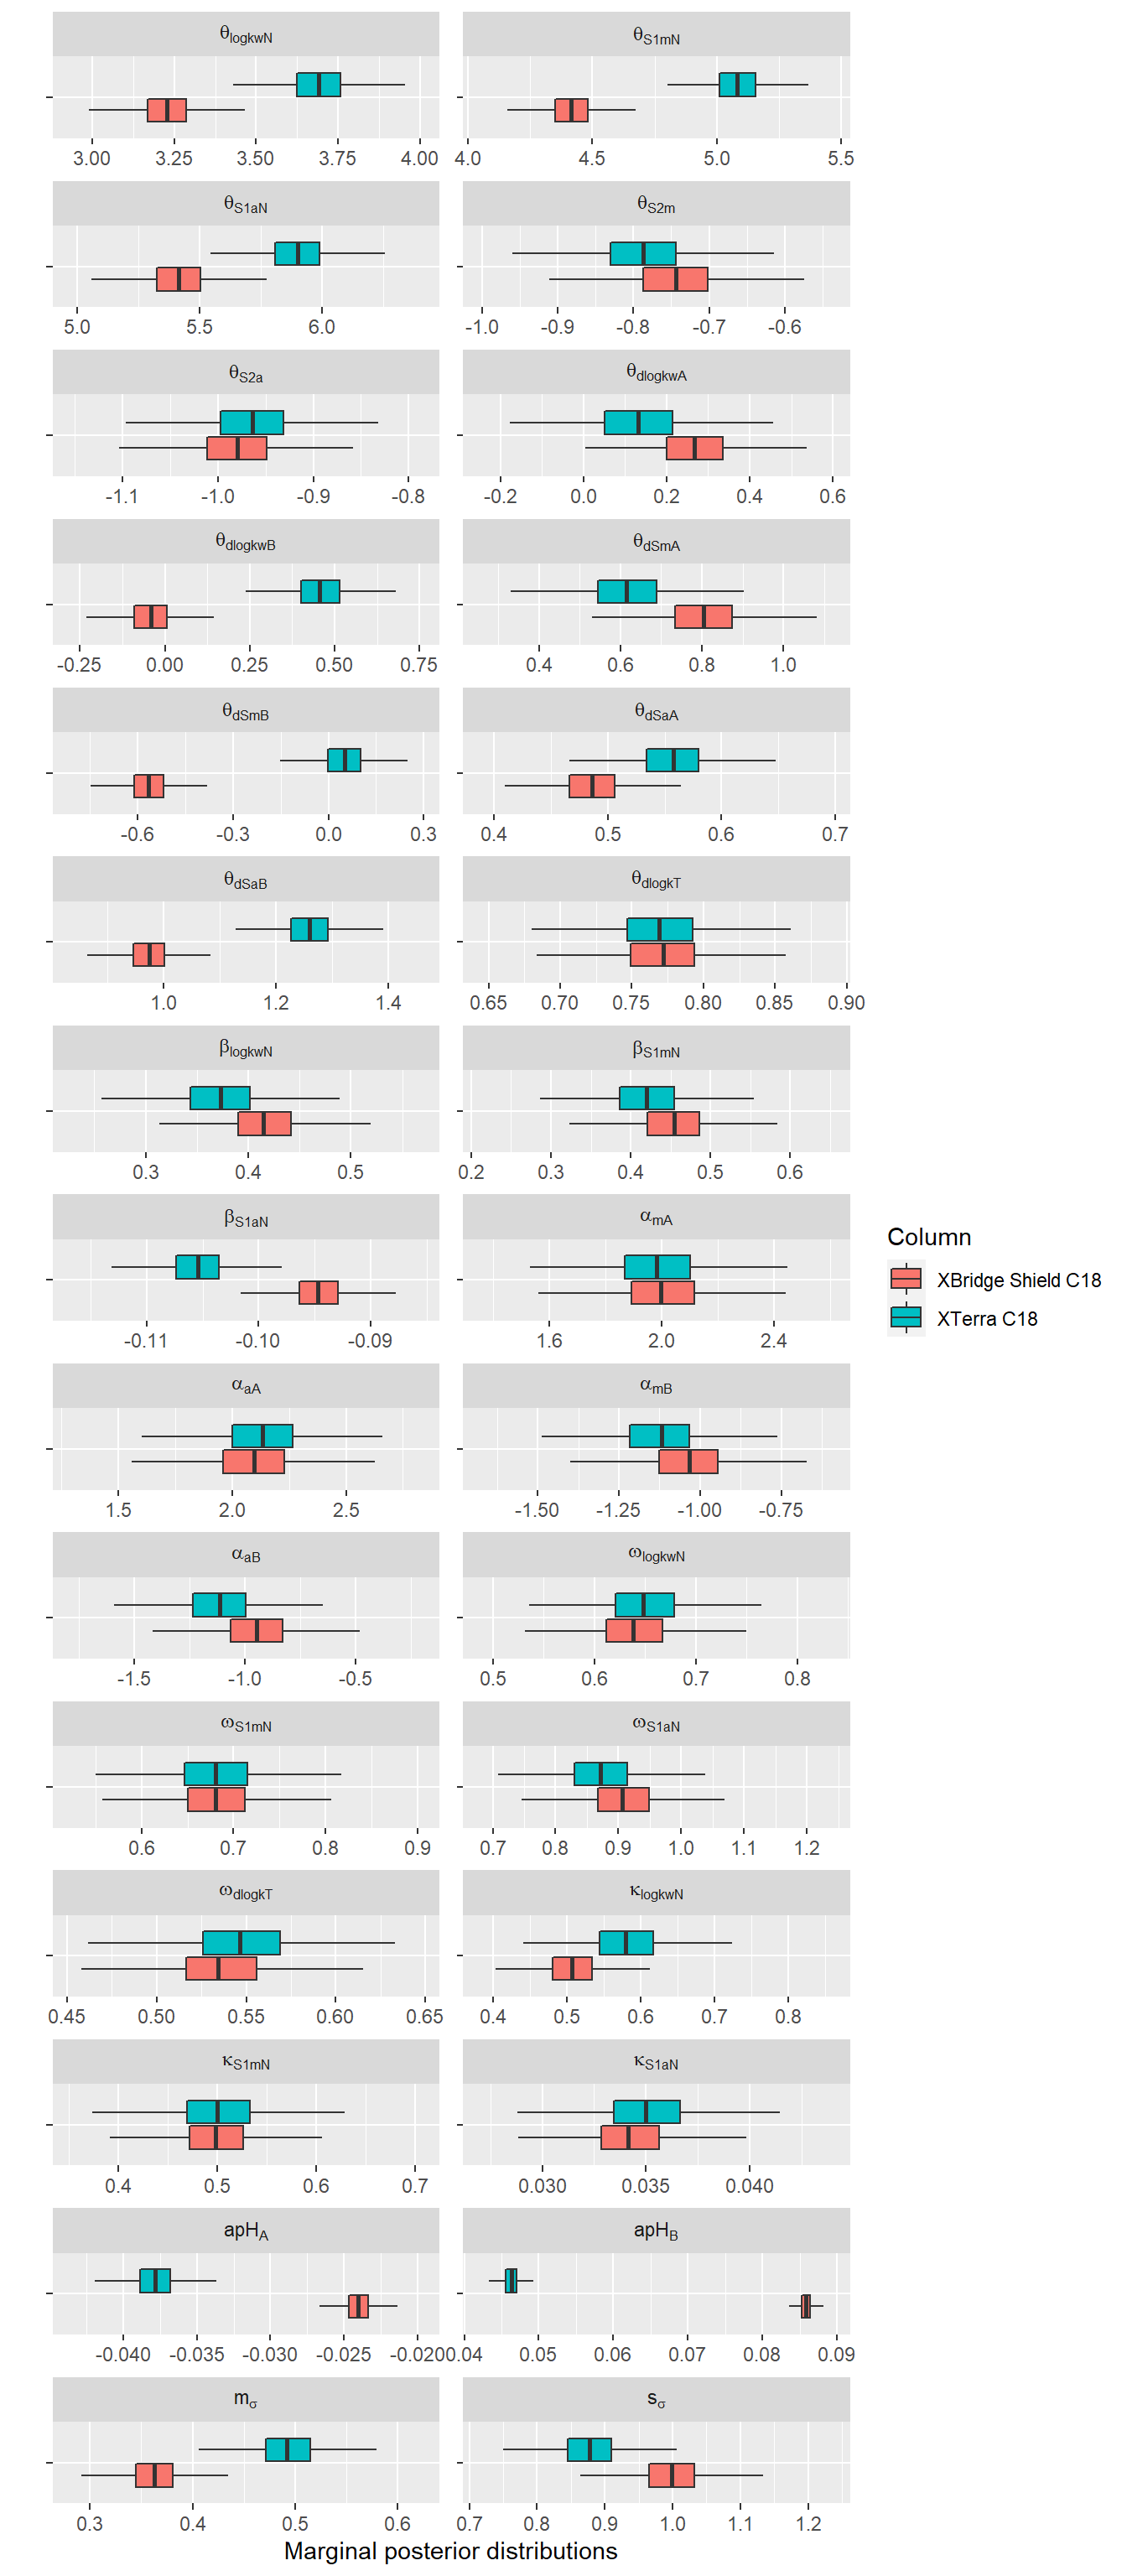 θlogkwN θS1mN
3.00 3.25 3.50 3.75 4.00 4.0 4.5 5.0 5.5
θS1aN θS2m
5.0 5.5 6.0 -1.0 -0.9 -0.8 -0.7 -0.6
θS2a θdlogkwA
-1.1 -1.0 -0.9 -0.8 -0.2 0.0 0.2 0.4 0.6
θdlogkwB θdSmA
-0.25 0.00 0.25 0.50 0.75 0.4 0.6 0.8 1.0
θdSmB θdSaA
-0.6 -0.3 0.0 0.3 0.4 0.5 0.6 0.7
θdSaB θdlogkT
1.0 1.2 1.4 0.65 0.70 0.75 0.80 0.85 0.90
βlogkwN βS1mN
0.3 0.4 0.5 0.2 0.3 0.4 0.5 0.6
βS1aN αmA
-0.11 -0.10 -0.09 1.6 2.0 2.4
Column
XBridge Shield C18
XTerra C18
αaA αmB
1.5 2.0 2.5 -1.50 -1.25 -1.00 -0.75
αaB ωlogkwN
-1.5 -1.0 -0.5 0.5 0.6 0.7 0.8
ωS1mN ωS1aN
0.6 0.7 0.8 0.9 0.7 0.8 0.9 1.0 1.1 1.2
ωdlogkT κlogkwN
0.45 0.50 0.55 0.60 0.65 0.4 0.5 0.6 0.7 0.8
κS1mN κS1aN
0.4 0.5 0.6 0.7 0.030 0.035 0.040
apHA apHB
-0.040 -0.035 -0.030 -0.025 -0.020 0.04 0.05 0.06 0.07 0.08 0.09
mσ sσ
0.3 0.4 0.5 0.6 0.7 0.8 0.9 1.0 1.1 1.2
Marginal posterior distributions